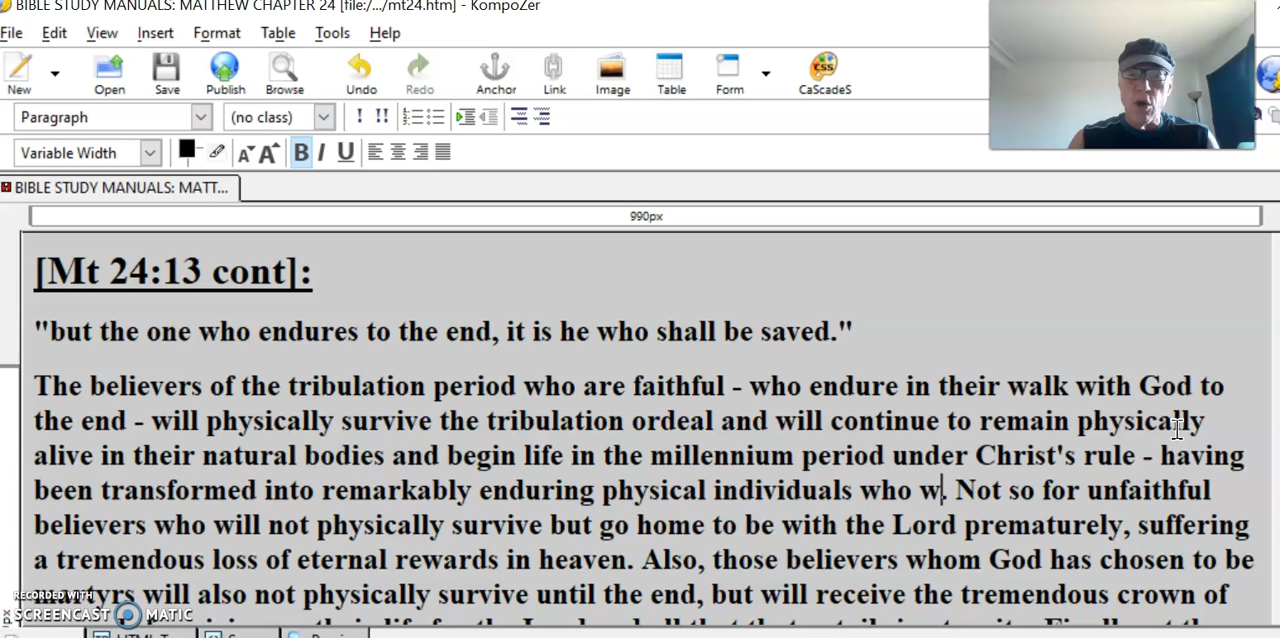 BIBLE STUDY MANUALS: MATTHEW CHAPTER 24 [file:/.../mt24.htm] - KompoZer
File Edit View Insert Format Table Tools Help
New Open Save Publish Browse Undo Redo Anchor Link Image Table Form CaScadeS
Paragraph (no class) ! !!
Variable Width A A B I U
BIBLE STUDY MANUALS: MATT...
990px
[Mt 24:13 cont]:
"but the one who endures to the end, it is he who shall be saved."
The believers of the tribulation period who are faithful - who endure in their walk with God to
the end - will physically survive the tribulation ordeal and will continue to remain physically
alive in their natural bodies and begin life in the millennium period under Christ's rule - having
been transformed into remarkably enduring physical individuals who w. Not so for unfaithful
believers who will not physically survive but go home to be with the Lord prematurely, suffering
a tremendous loss of eternal rewards in heaven. Also, those believers whom God has chosen to be
will also not physically survive until the end, but will receive the tremendous crown of
RECORDED WITH
SCREENCAST MATIC